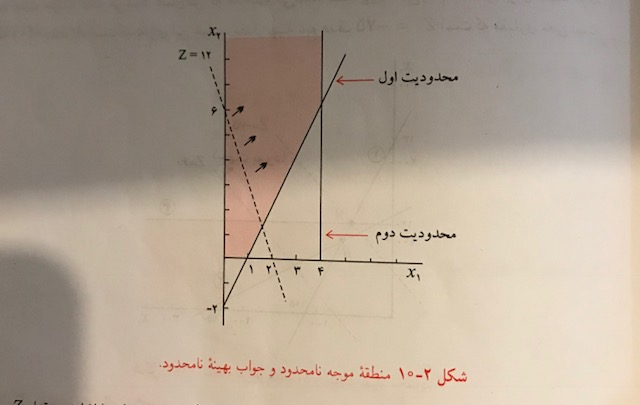 x۲
Z = ۱۲
محدودیت اول
۶
محدودیت دوم
۱ ۲ ۳ ۴
x۱
-۲
شکل ۲-۱۰ منطقهٔ موجه نامحدود و جواب بهینهٔ نامحدود.